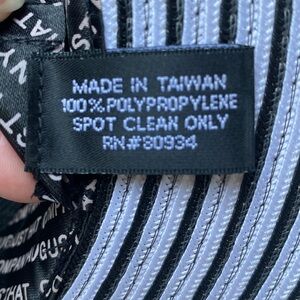 MADE IN TAIWAN
100% POLYPROPYLENE
SPOT CLEAN ONLY
RN#80934